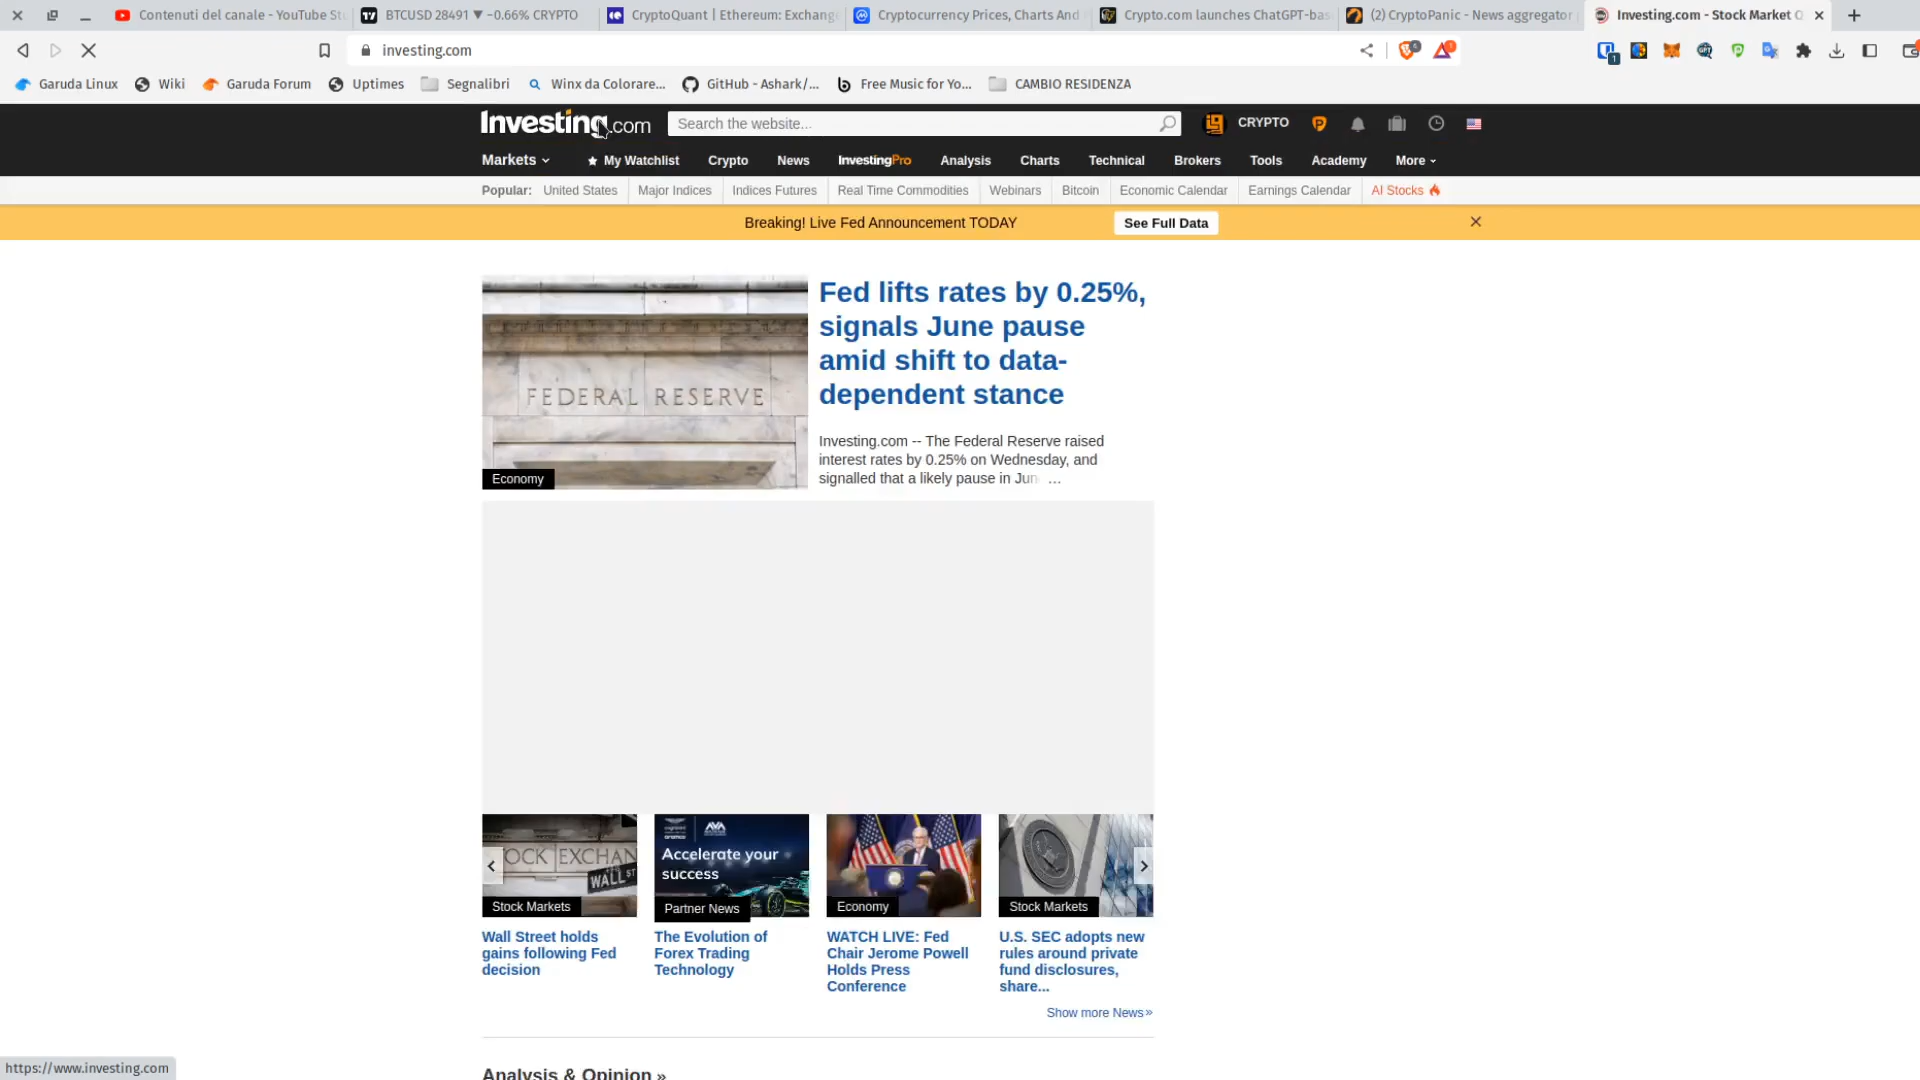 Contenuti del canale - YouTube St
BTCUSD 28491 ▼ −0.66% CRYPTO
CryptoQuant | Ethereum: Exchang
Cryptocurrency Prices, Charts And
Crypto.com launches ChatGPT-bas
(2) CryptoPanic - News aggregator
Investing.com - Stock Market Q
investing.com
Garuda Linux
Wiki
Garuda Forum
Uptimes
Segnalibri
Winx da Colorare...
GitHub - Ashark/...
Free Music for Yo...
CAMBIO RESIDENZA
Investing.com
Search the website...
CRYPTO
Markets
My Watchlist
Crypto
News
InvestingPro
Analysis
Charts
Technical
Brokers
Tools
Academy
More
Popular:
United States
Major Indices
Indices Futures
Real Time Commodities
Webinars
Bitcoin
Economic Calendar
Earnings Calendar
AI Stocks
Breaking! Live Fed Announcement TODAY
See Full Data
FEDERAL RESERVE
Economy
Fed lifts rates by 0.25%,
signals June pause
amid shift to data-
dependent stance
Investing.com -- The Federal Reserve raised
interest rates by 0.25% on Wednesday, and
signalled that a likely pause in Jun ...
OCK EXCHAN
WALL ST
Stock Markets
Wall Street holds
gains following Fed
decision
aramco
AVA
Accelerate your
success
Partner News
The Evolution of
Forex Trading
Technology
Economy
WATCH LIVE: Fed
Chair Jerome Powell
Holds Press
Conference
Stock Markets
U.S. SEC adopts new
rules around private
fund disclosures,
share...
Show more News»
Analysis & Opinion »
https://www.investing.com